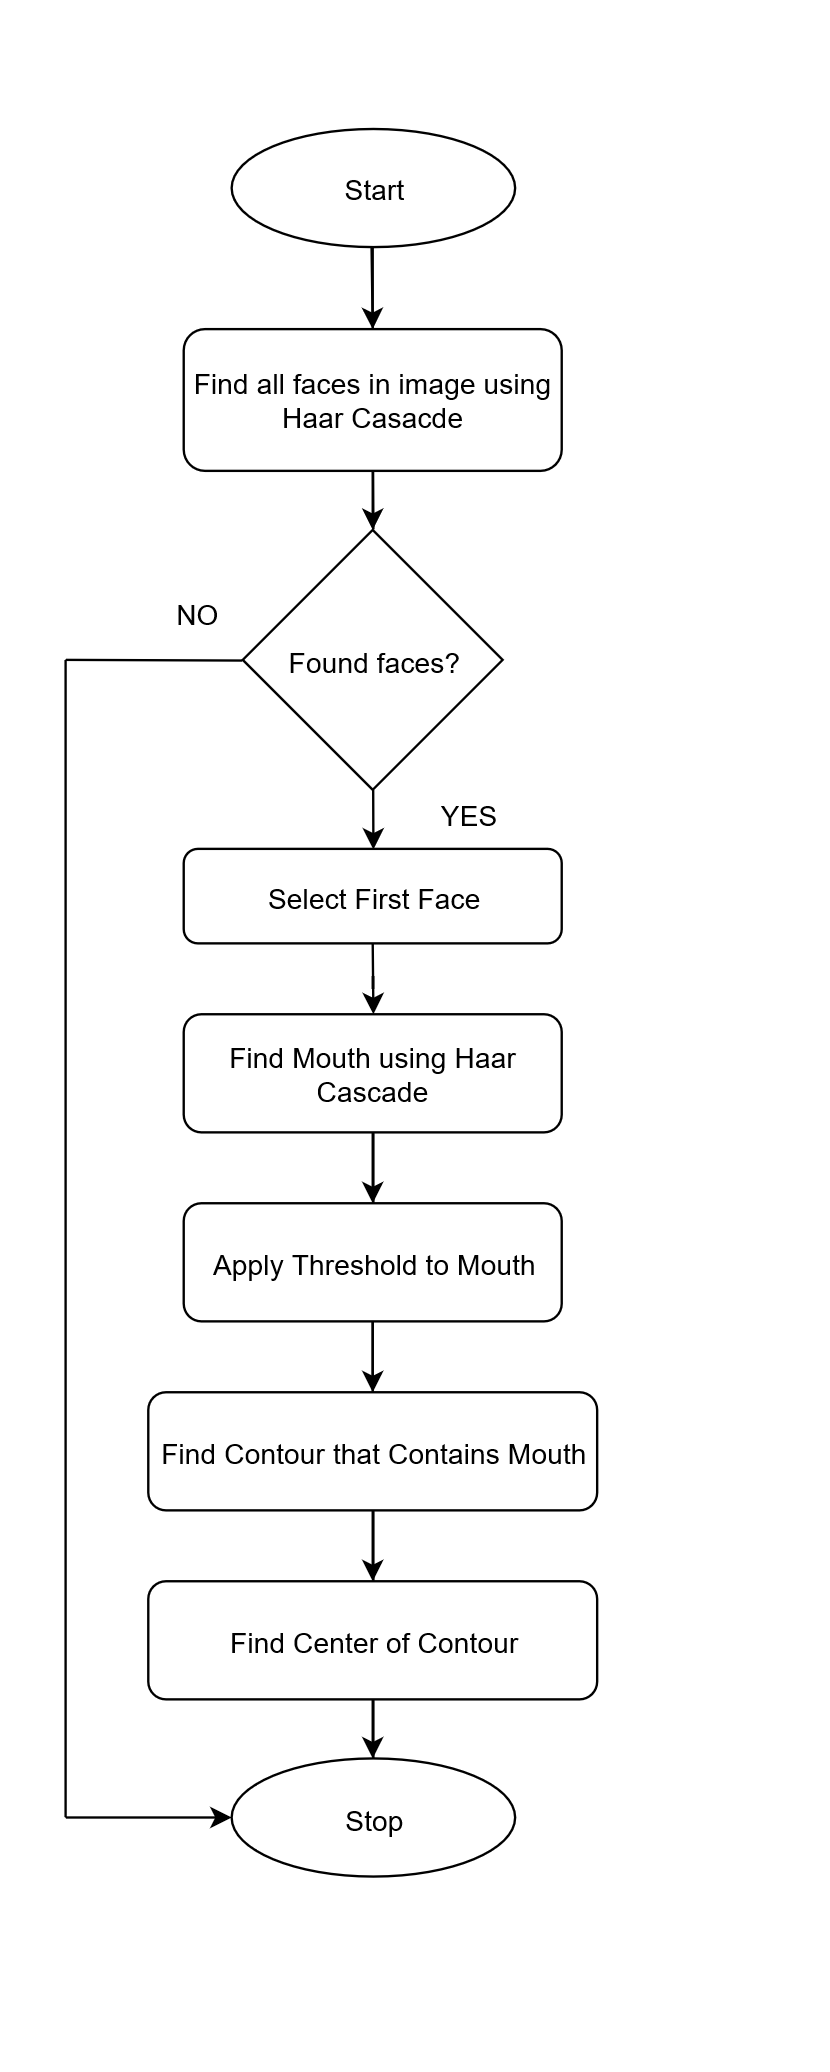 Start
Find all faces in image using
Haar Casacde
NO
Found faces?
YES
Select First Face
Find Mouth using Haar
Cascade
Apply Threshold to Mouth
Find Contour that Contains Mouth
Find Center of Contour
Stop